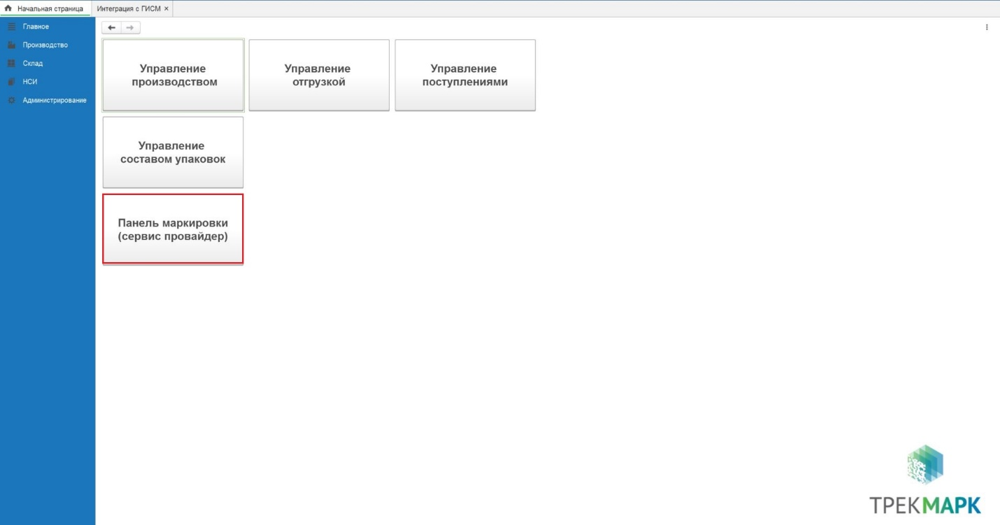 Начальная страница
Интеграция с ГИСМ ×
Главное
Производство
Склад
НСИ
Администрирование
Управление
производством
Управление
отгрузкой
Управление
поступлениями
Управление
составом упаковок
Панель маркировки
(сервис провайдер)
ТРЕКМАРК